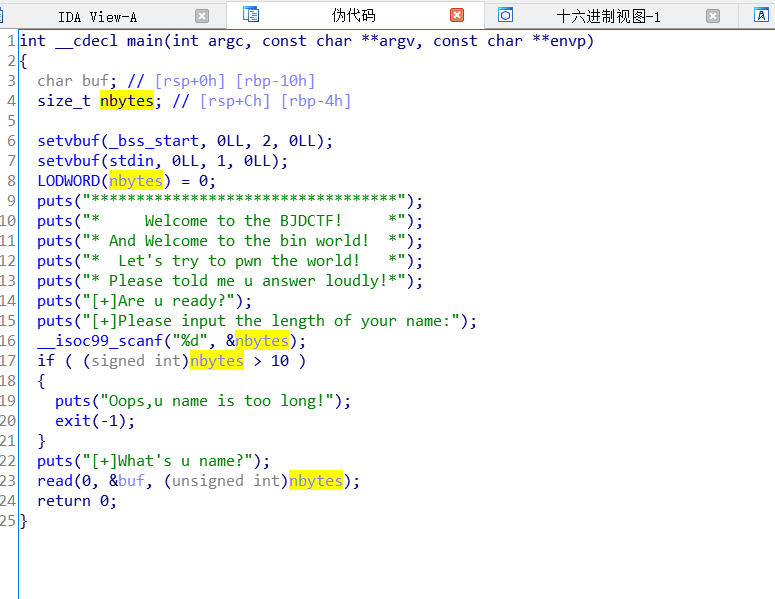 IDA View-A 伪代码 十六进制视图-1
1 int __cdecl main(int argc, const char **argv, const char **envp)
2 {
3   char buf; // [rsp+0h] [rbp-10h]
4   size_t nbytes; // [rsp+Ch] [rbp-4h]
5
6   setvbuf(_bss_start, 0LL, 2, 0LL);
7   setvbuf(stdin, 0LL, 1, 0LL);
8   LODWORD(nbytes) = 0;
9   puts("**********************************");
10   puts("*     Welcome to the BJDCTF!     *");
11   puts("* And Welcome to the bin world!  *");
12   puts("*  Let's try to pwn the world!   *");
13   puts("* Please told me u answer loudly!*");
14   puts("[+]Are u ready?");
15   puts("[+]Please input the length of your name:");
16   __isoc99_scanf("%d", &nbytes);
17   if ( (signed int)nbytes > 10 )
18   {
19     puts("Oops,u name is too long!");
20     exit(-1);
21   }
22   puts("[+]What's u name?");
23   read(0, &buf, (unsigned int)nbytes);
24   return 0;
25 }